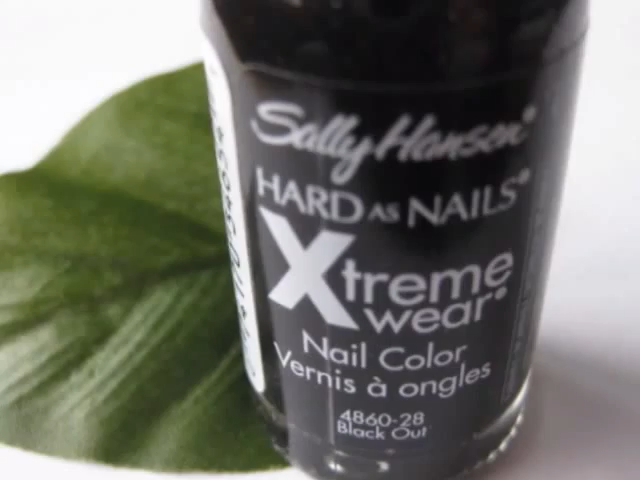 Sally Hansen®
HARD AS NAILS®
Xtreme
wear®
Nail Color
Vernis à ongles
4860-28
Black Out